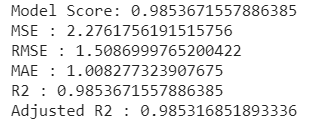 Model Score: 0.9853671557886385
MSE : 2.2761756191515756
RMSE : 1.5086999765200422
MAE : 1.008277323907675
R2 : 0.9853671557886385
Adjusted R2 : 0.985316851893336